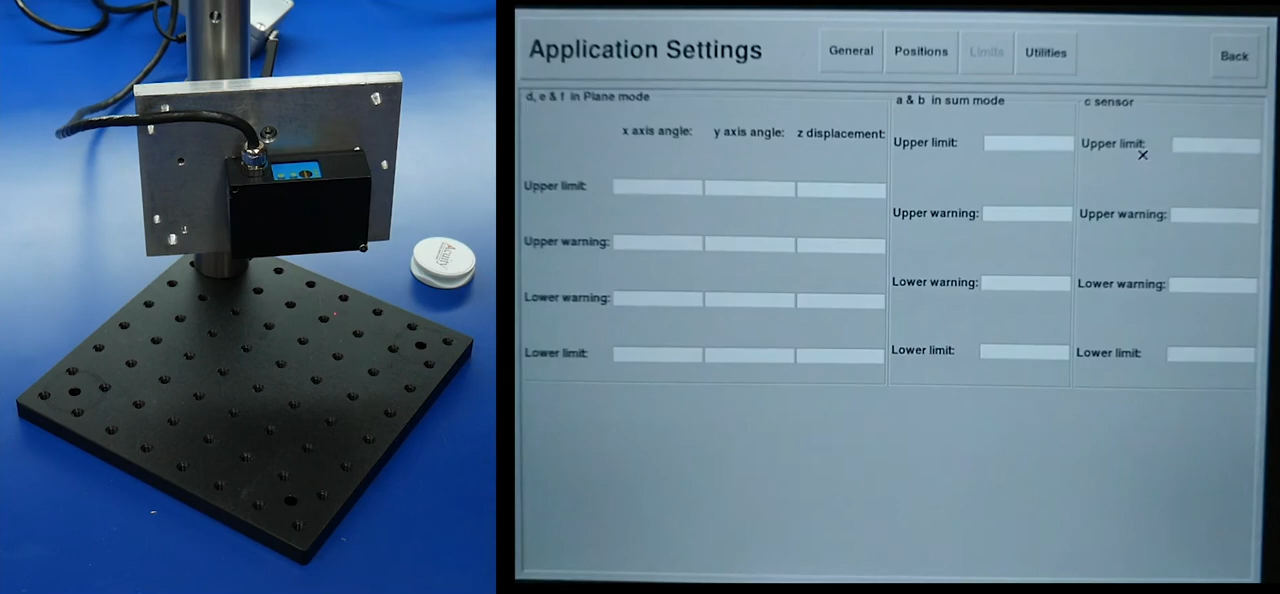 Acuity
Application Settings
General
Positions
Limits
Utilities
Back
d, e & f in Plane mode
x axis angle:
y axis angle:
z displacement:
Upper limit:
Upper warning:
Lower warning:
Lower limit:
a & b in sum mode
Upper limit:
Upper warning:
Lower warning:
Lower limit:
c sensor
Upper limit:
Upper warning:
Lower warning:
Lower limit: